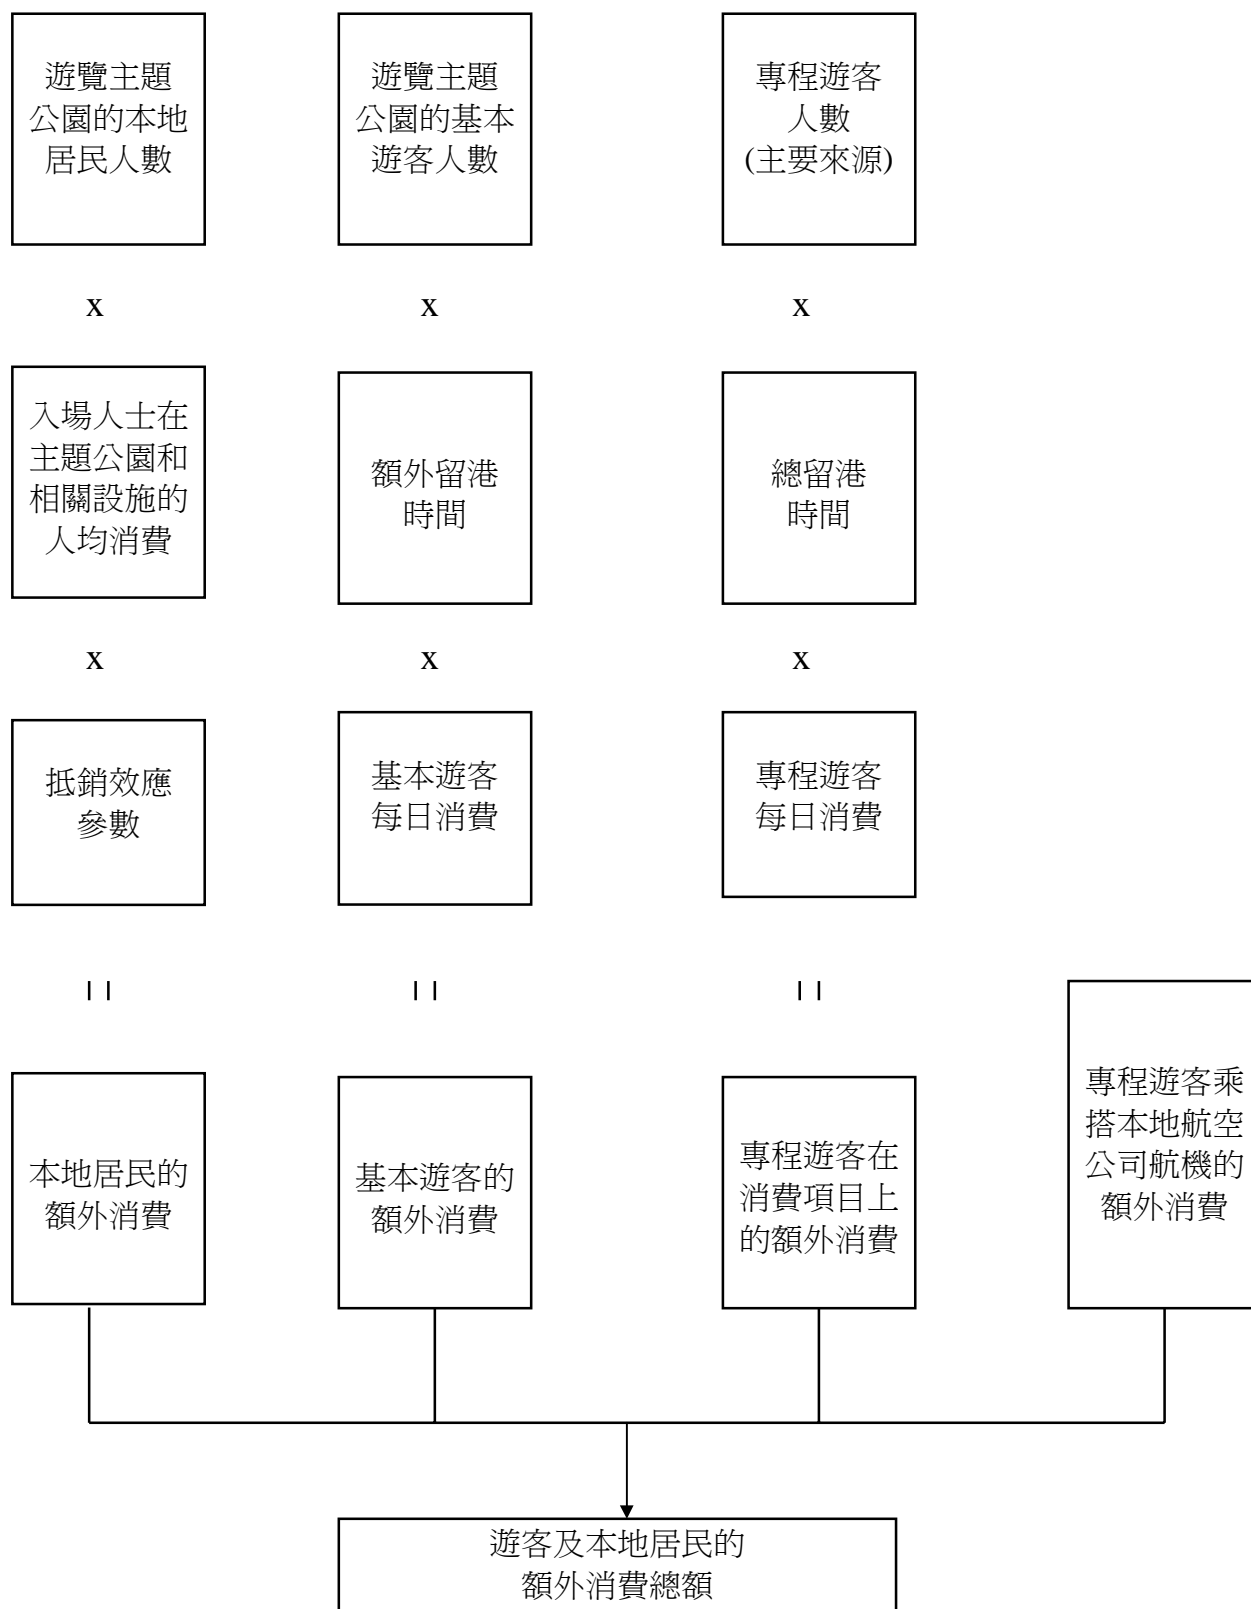 遊覽主題
公園的本地
居民人數
遊覽主題
公園的基本
遊客人數
專程遊客
人數
(主要來源)
x
x
x
入場人士在
主題公園和
相關設施的
人均消費
額外留港
時間
總留港
時間
x
x
x
抵銷效應
參數
基本遊客
每日消費
專程遊客
每日消費
=
=
=
本地居民的
額外消費
基本遊客的
額外消費
專程遊客在
消費項目上
的額外消費
專程遊客乘
搭本地航空
公司航機的
額外消費
遊客及本地居民的
額外消費總額